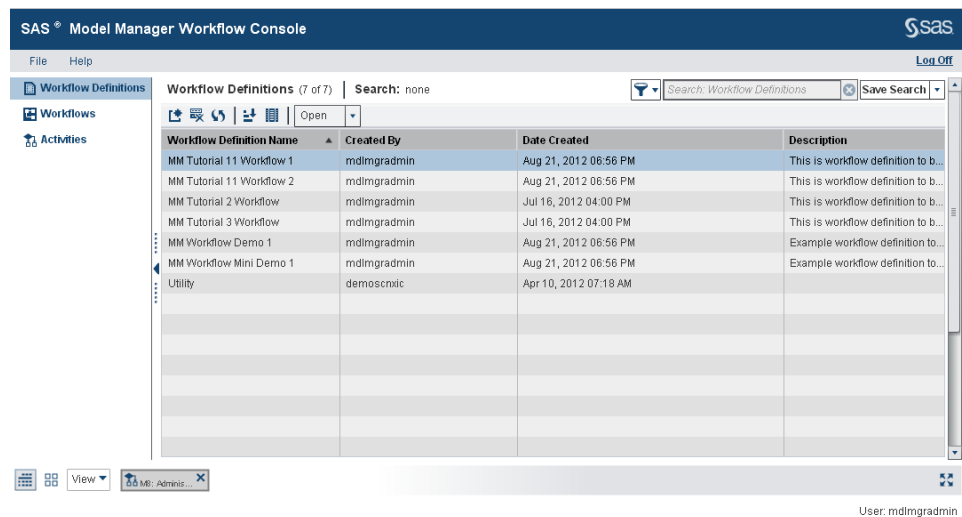 SAS ® Model Manager Workflow Console
sas
File Help Log Off
Workflow Definitions
Workflows
Activities
Workflow Definitions (7 of 7) Search: none Search: Workflow Definitions Save Search
Open
Workflow Definition Name Created By Date Created Description
MM Tutorial 11 Workflow 1 mdlmgradmin Aug 21, 2012 06:56 PM This is workflow definition to b...
MM Tutorial 11 Workflow 2 mdlmgradmin Aug 21, 2012 06:56 PM This is workflow definition to b...
MM Tutorial 2 Workflow mdlmgradmin Jul 16, 2012 04:00 PM This is workflow definition to b...
MM Tutorial 3 Workflow mdlmgradmin Jul 16, 2012 04:00 PM This is workflow definition to b...
MM Workflow Demo 1 mdlmgradmin Aug 21, 2012 06:56 PM Example workflow definition to...
MM Workflow Mini Demo 1 mdlmgradmin Aug 21, 2012 06:56 PM Example workflow definition to...
Utility demoscnxic Apr 10, 2012 07:18 AM
View M8: Adminis...
User: mdlmgradmin